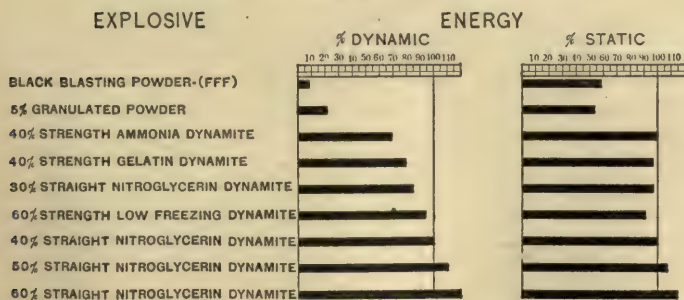 EXPLOSIVE ENERGY
% DYNAMIC % STATIC
10 20 30 40 50 60 70 80 90 100 110 10 20 30 40 50 60 70 80 90 100 110
BLACK BLASTING POWDER-(FFF)
5% GRANULATED POWDER
40% STRENGTH AMMONIA DYNAMITE
40% STRENGTH GELATIN DYNAMITE
30% STRAIGHT NITROGLYCERIN DYNAMITE
60% STRENGTH LOW FREEZING DYNAMITE
40% STRAIGHT NITROGLYCERIN DYNAMITE
50% STRAIGHT NITROGLYCERIN DYNAMITE
60% STRAIGHT NITROGLYCERIN DYNAMITE